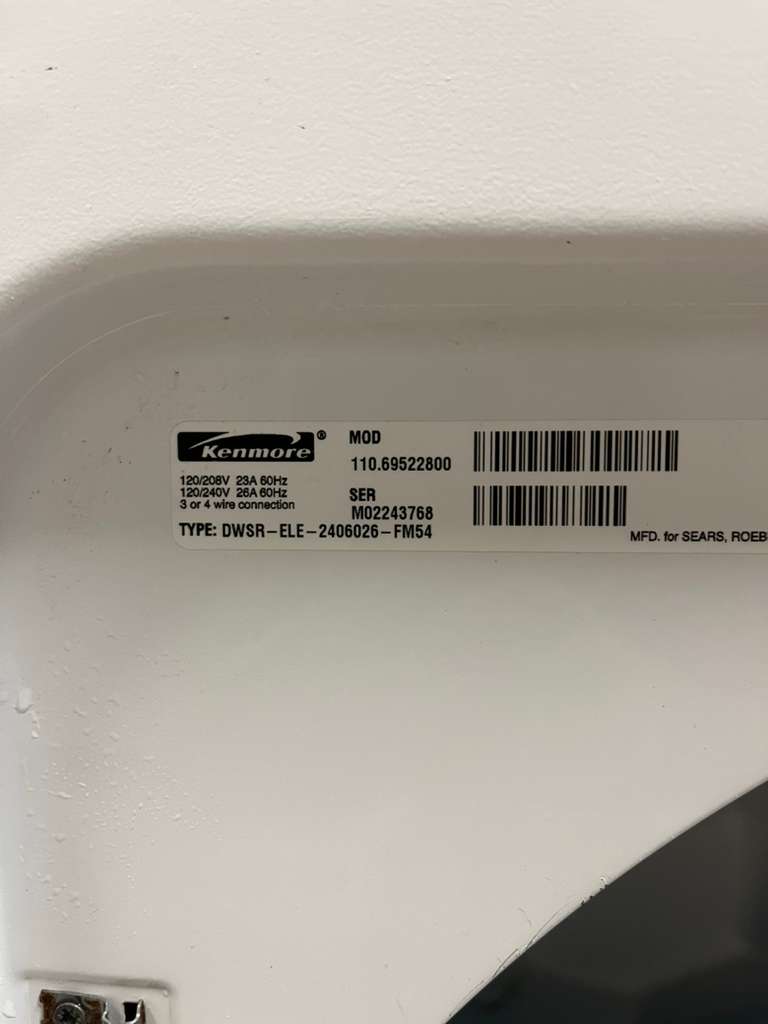 Kenmore®
MOD
110.69522800
120/208V 23A 60Hz
120/240V 26A 60Hz
3 or 4 wire connection
SER
M02243768
TYPE: DWSR-ELE-2406026-FM54
MFD. for SEARS, ROEB